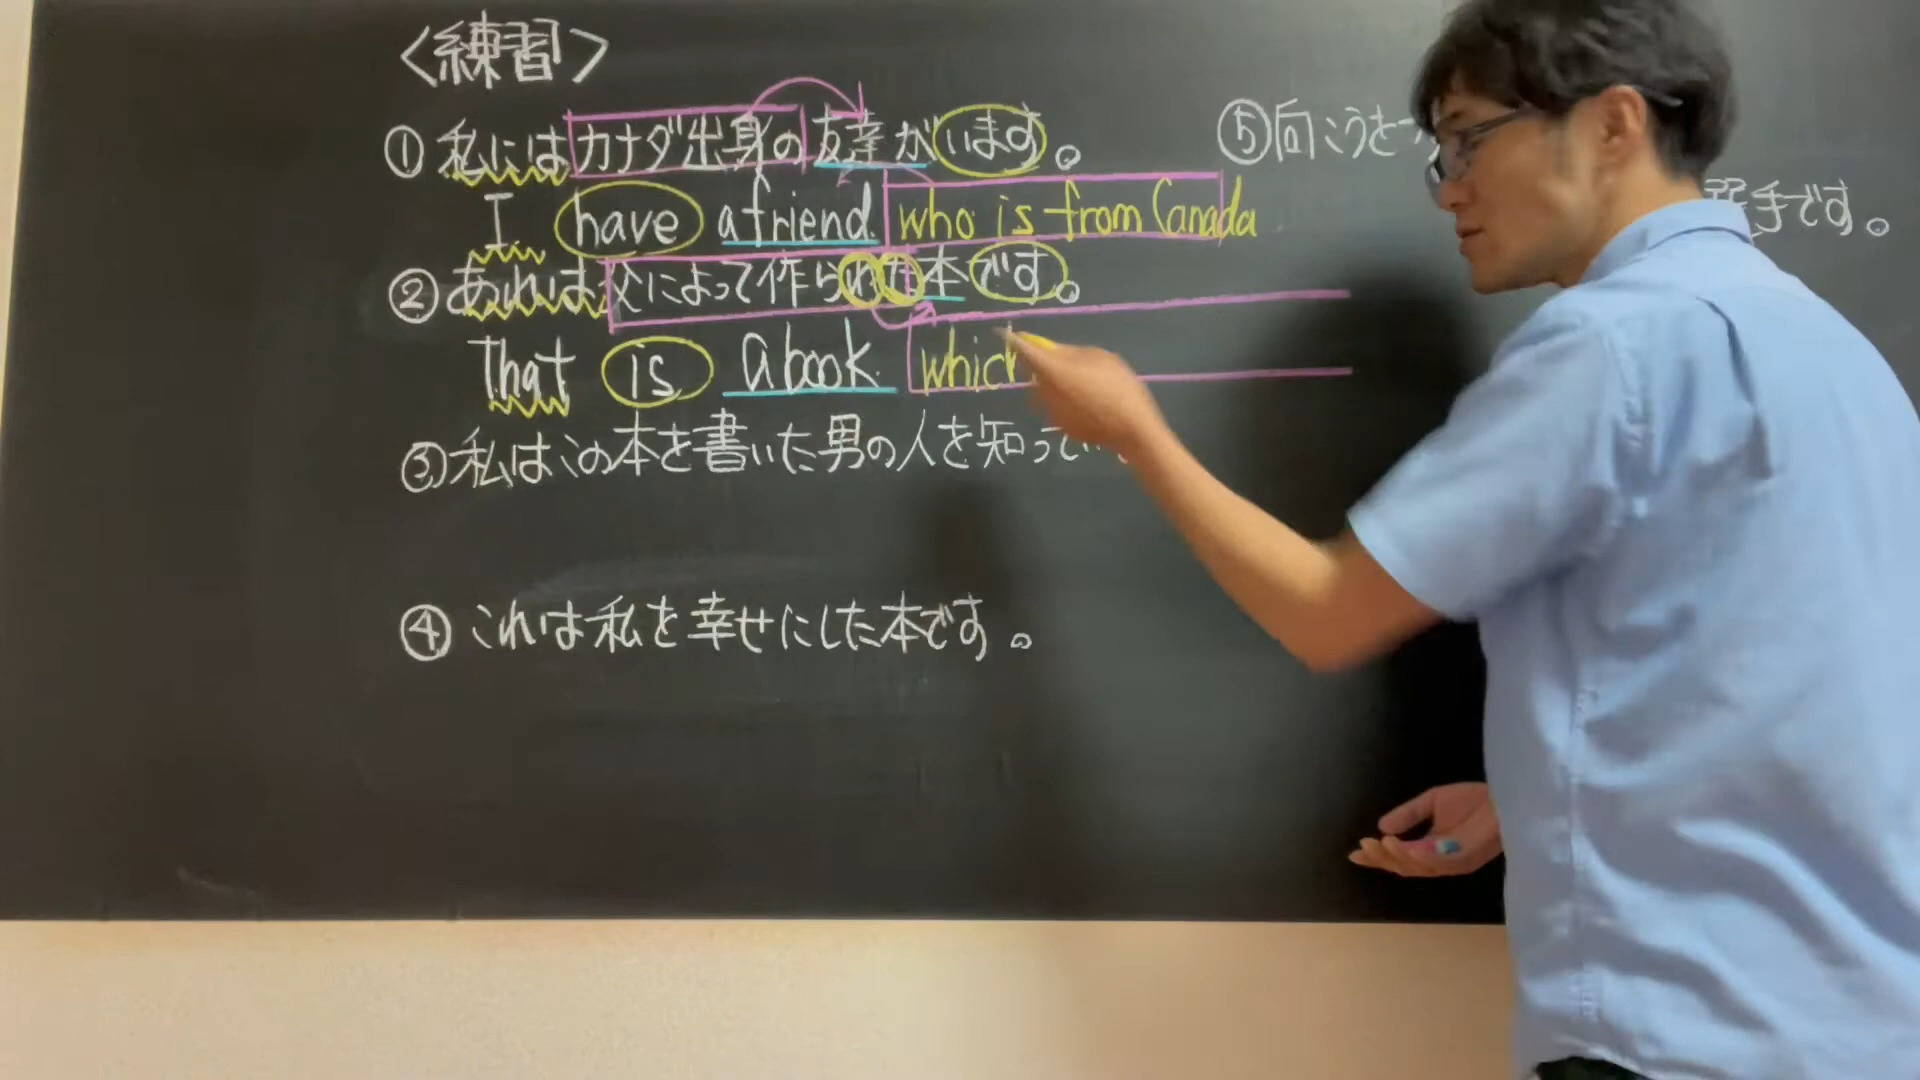 <練習>
①私にはカナダ出身の友達がいます。
I have a friend who is from Canada.
②あれは父によって作られた本です。
That is a book which
③私はこの本を書いた男の人を知って
④これは私を幸せにした本です。
⑤向こうを
選手です。